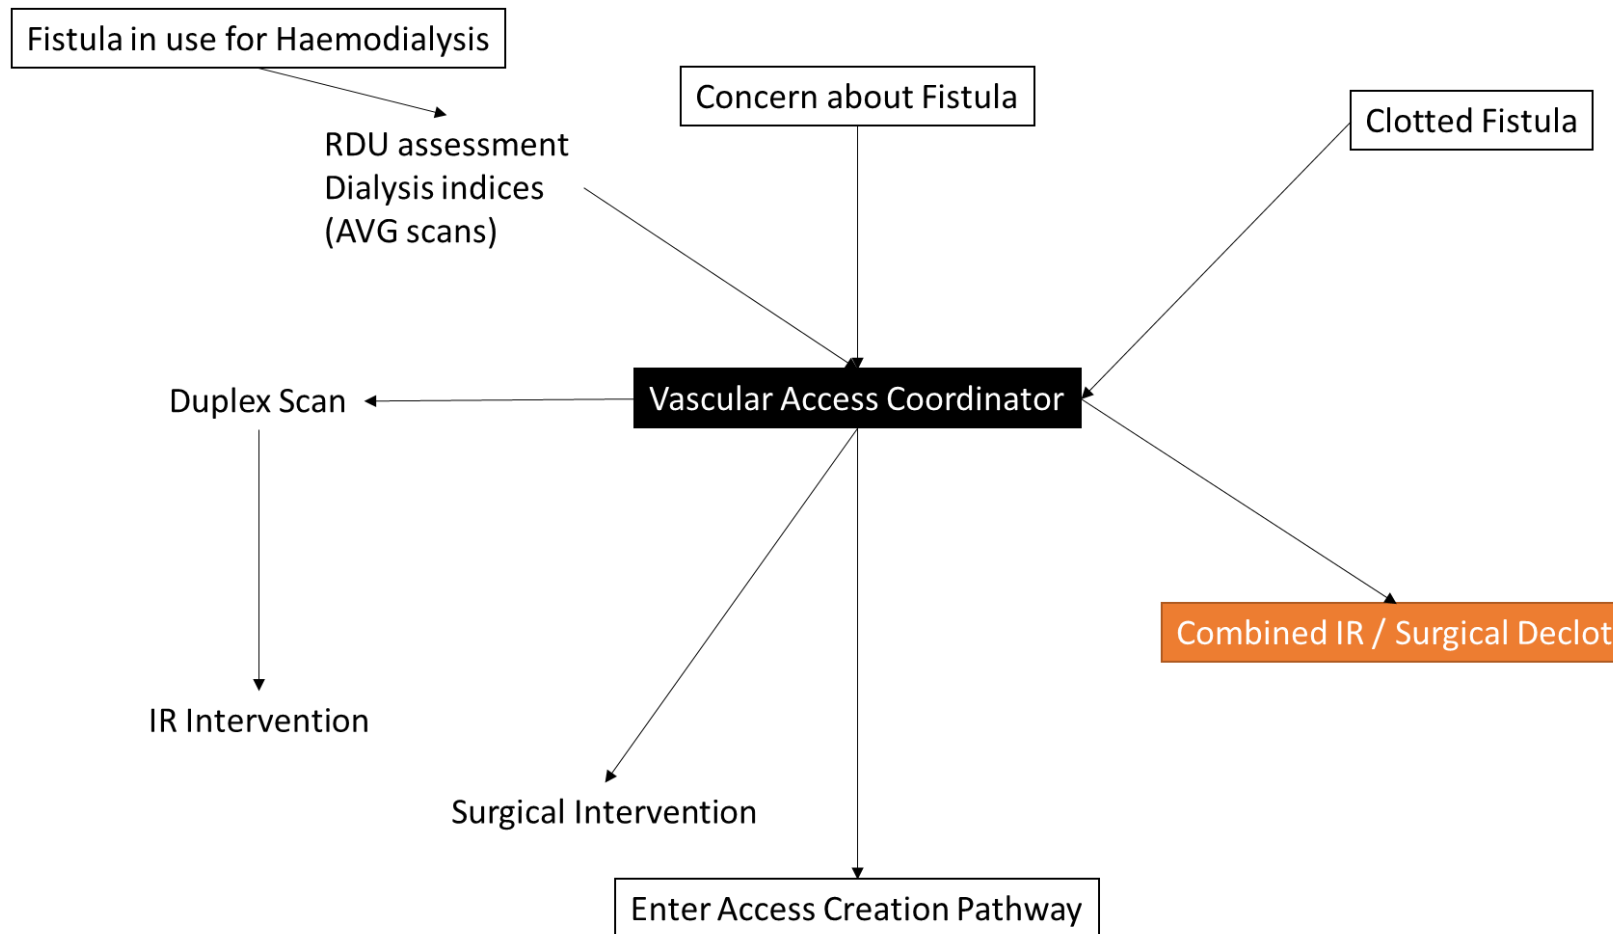 Fistula in use for Haemodialysis
Concern about Fistula
Clotted Fistula
RDU assessment
Dialysis indices
(AVG scans)
Duplex Scan
Vascular Access Coordinator
Combined IR / Surgical Declot
IR Intervention
Surgical Intervention
Enter Access Creation Pathway